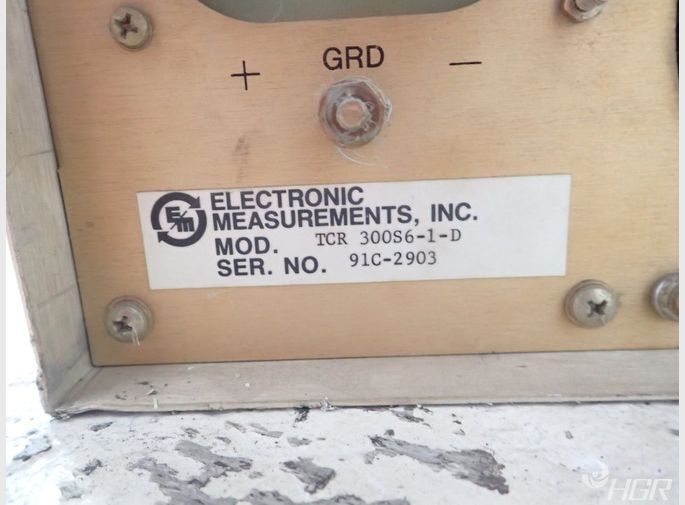 + GRD −
E/M ELECTRONIC
MEASUREMENTS, INC.
MOD. TCR 300S6-1-D
SER. NO. 91C-2903
HGR